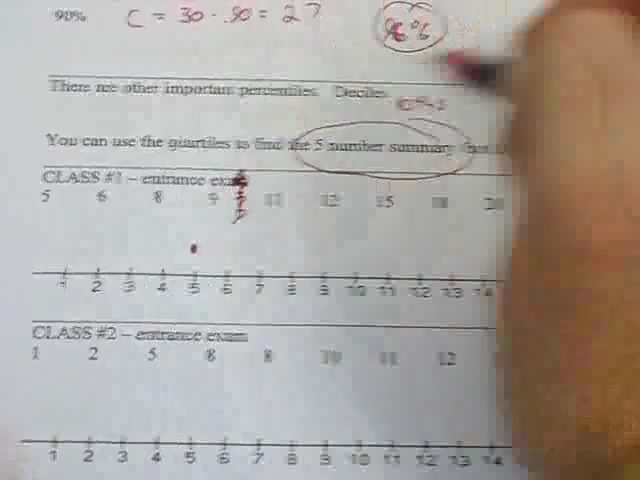 90% C = 30 · .90 = 27
There are other important percentiles. Deciles
You can use the quartiles to find the 5 number summary
CLASS #1 – entrance exam
5 6 8 9 11 12 15 18 20
1 2 3 4 5 6 7 8 9 10 11 12 13 14
CLASS #2 – entrance exam
1 2 5 8 8 10 11 12
1 2 3 4 5 6 7 8 9 10 11 12 13 14